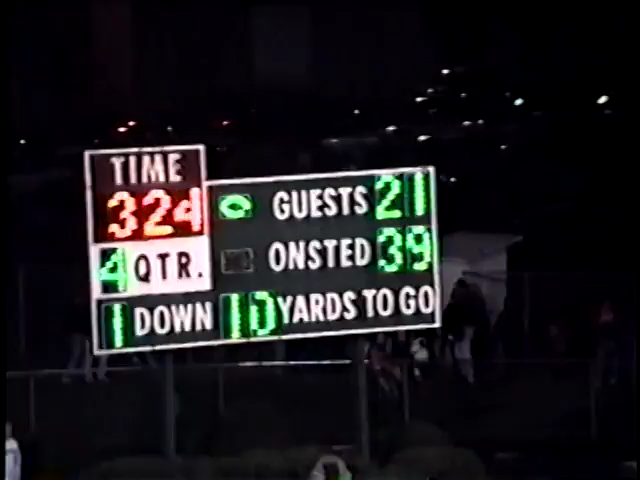 TIME
324
GUESTS 21
4 QTR.
ONSTED 39
1 DOWN 10 YARDS TO GO